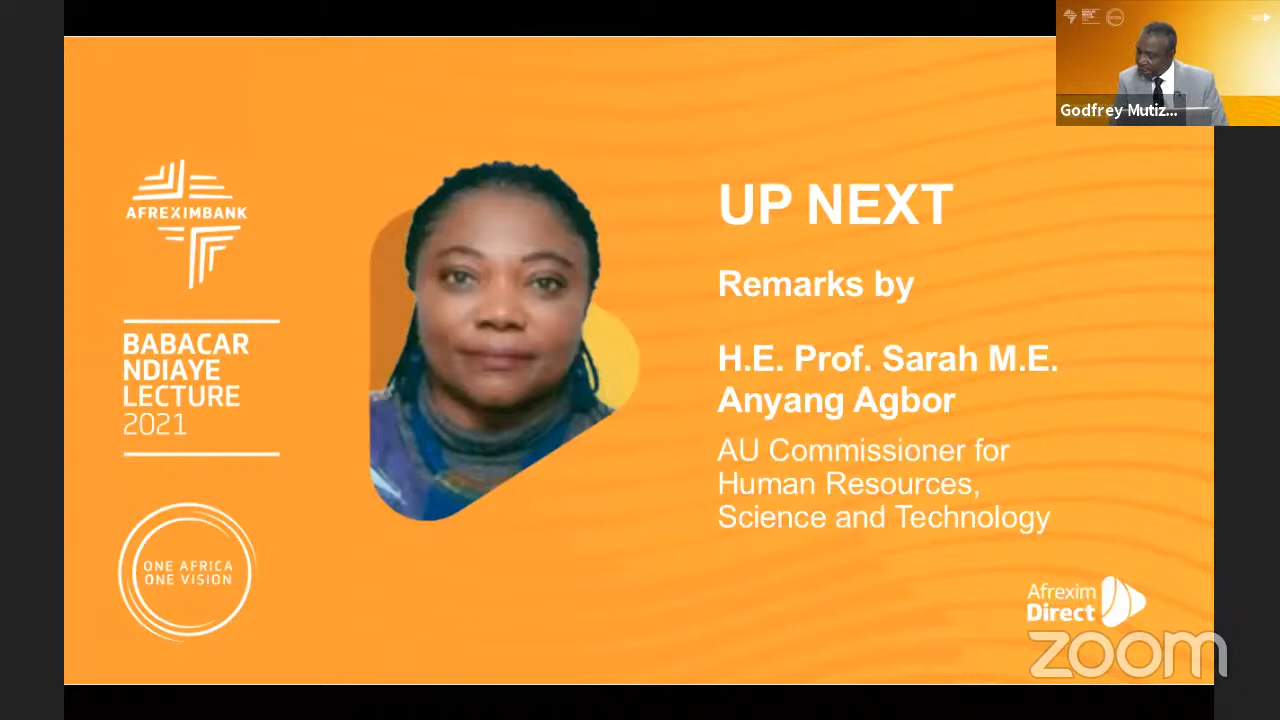 Godfrey Mutiz...
AFREXIMBANK
BABACAR
NDIAYE
LECTURE
2021
ONE AFRICA
ONE VISION
UP NEXT
Remarks by
H.E. Prof. Sarah M.E.
Anyang Agbor
AU Commissioner for
Human Resources,
Science and Technology
Afrexim
Direct
zoom